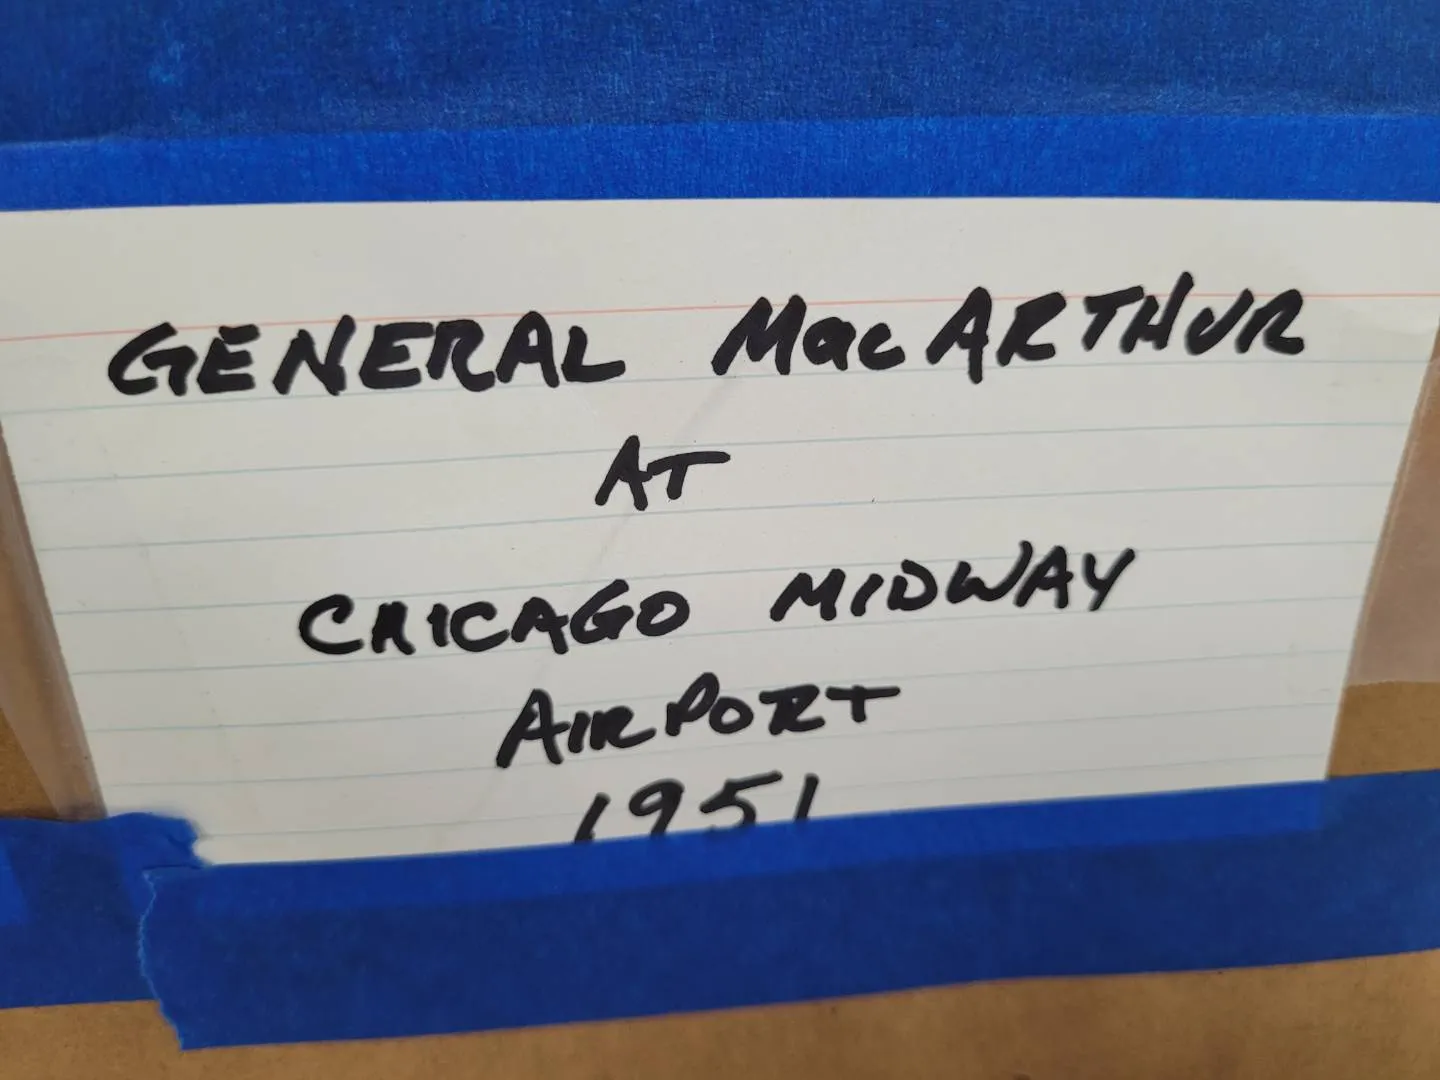 GENERAL MacARTHUR
AT
CHICAGO MIDWAY
AIRPORT
1951